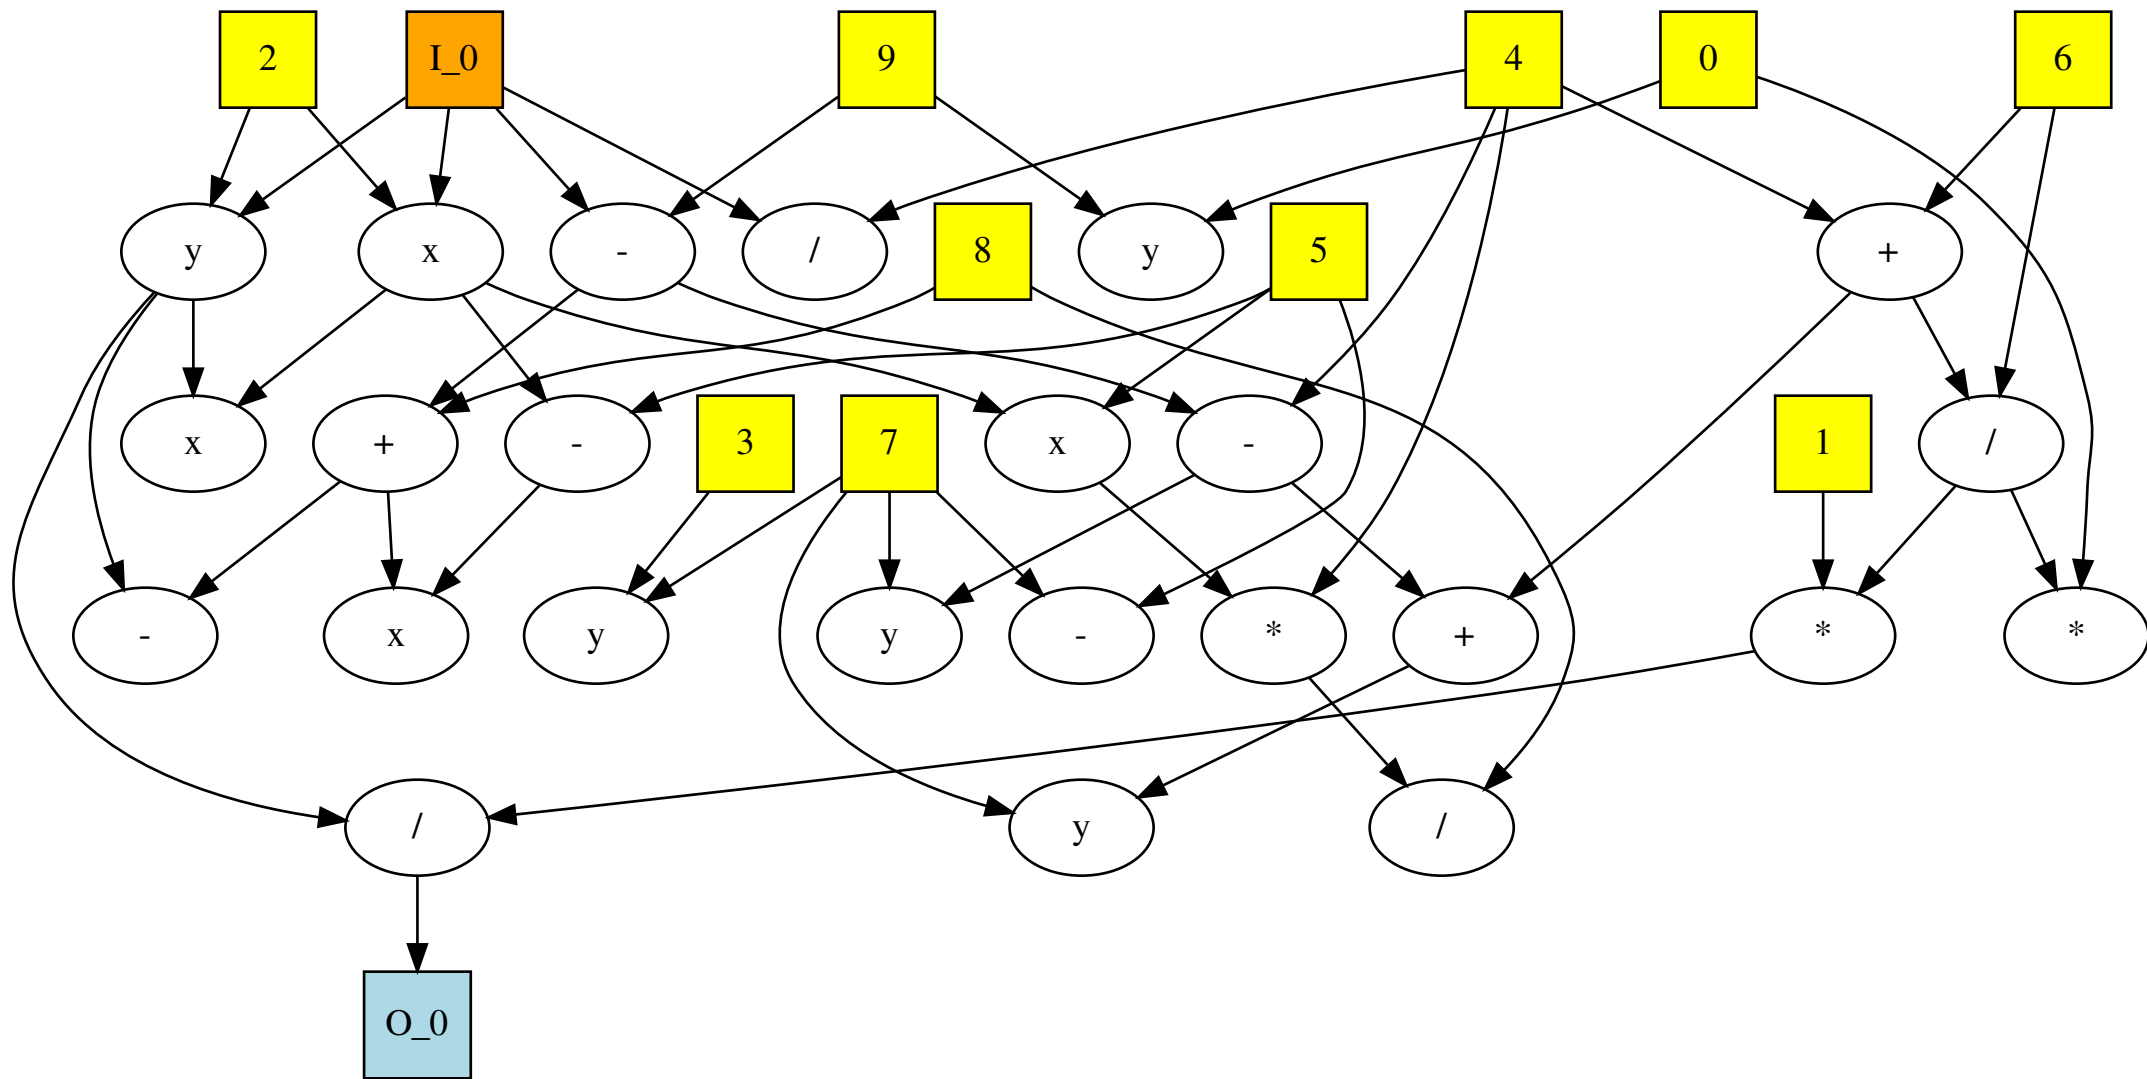 2 I_0 9 4 0 6
y x - / 8 y 5 +
x + - 3 7 x - 1 /
- x y y - * + * *
/ y /
O_0